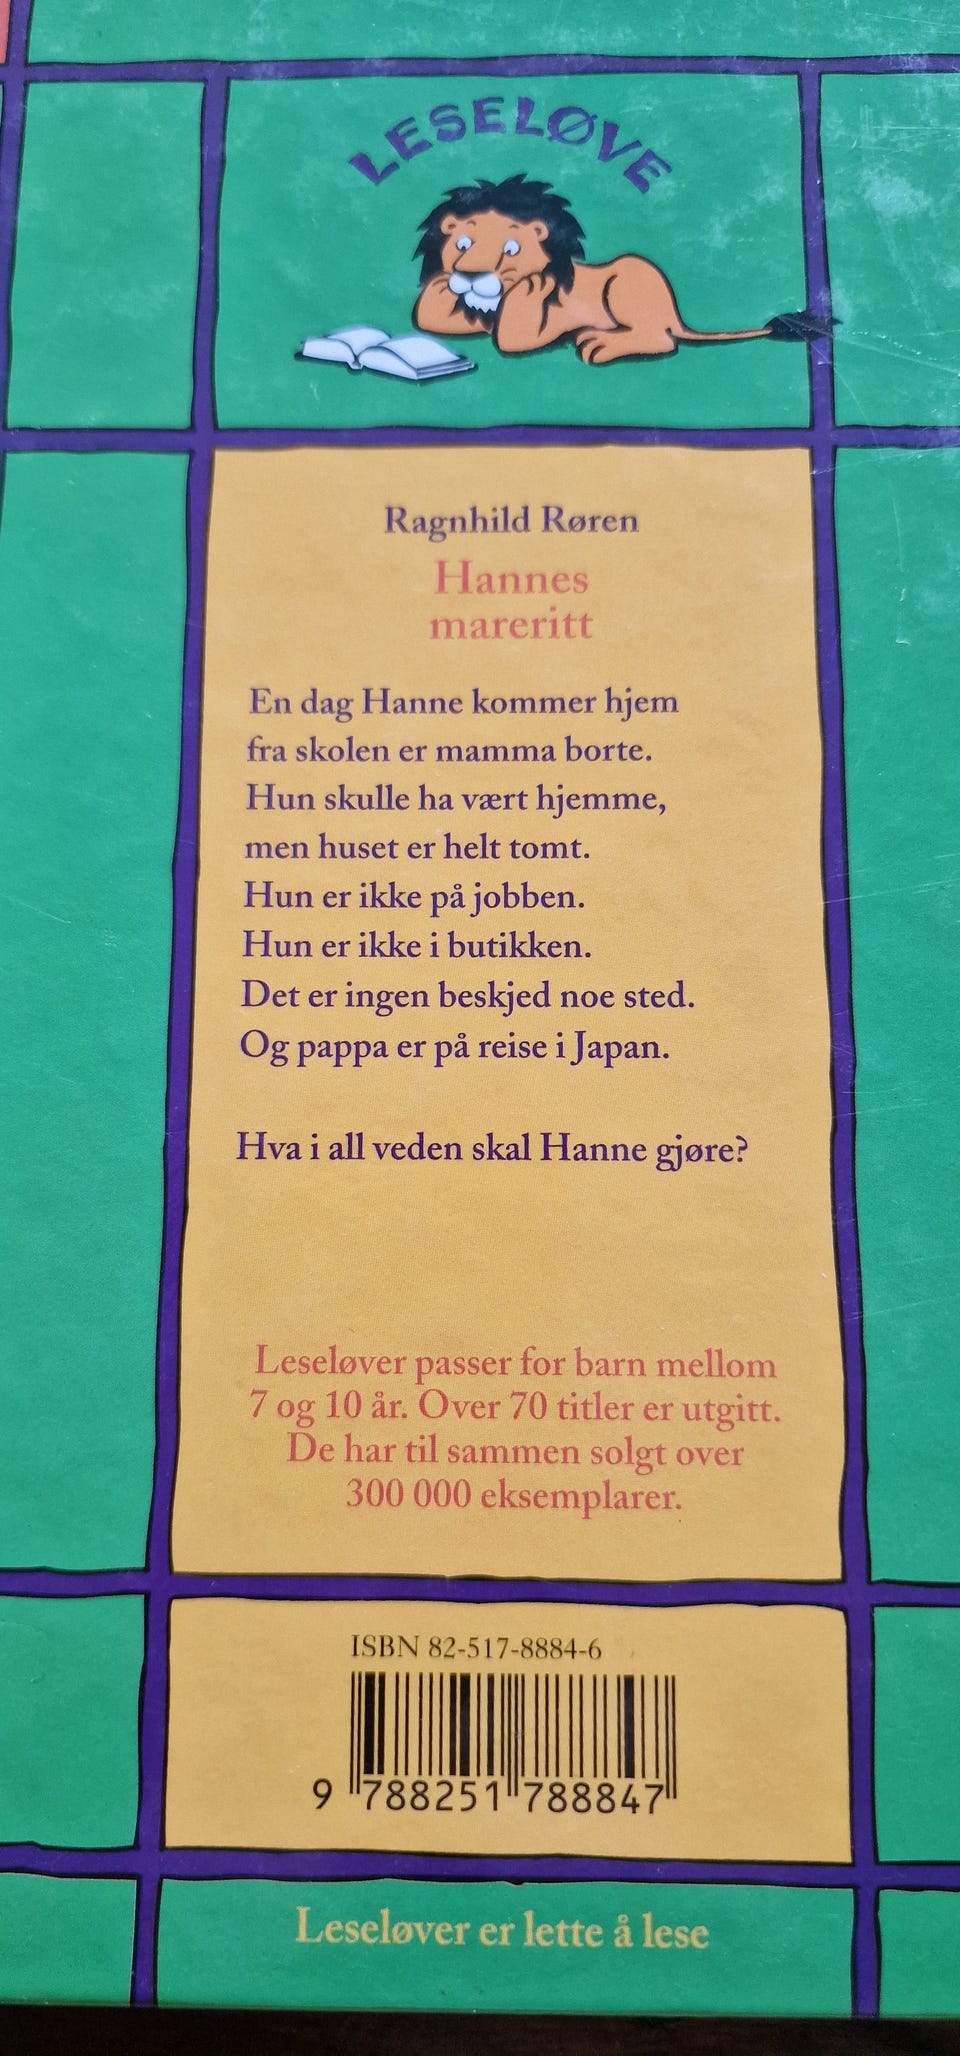 LESELØVE
Ragnhild Røren
Hannes
mareritt
En dag Hanne kommer hjem
fra skolen er mamma borte.
Hun skulle ha vært hjemme,
men huset er helt tomt.
Hun er ikke på jobben.
Hun er ikke i butikken.
Det er ingen beskjed noe sted.
Og pappa er på reise i Japan.
Hva i all veden skal Hanne gjøre?
Leseløver passer for barn mellom
7 og 10 år. Over 70 titler er utgitt.
De har til sammen solgt over
300 000 eksemplarer.
ISBN 82-517-8884-6
9 788251 788847
Leseløver er lette å lese